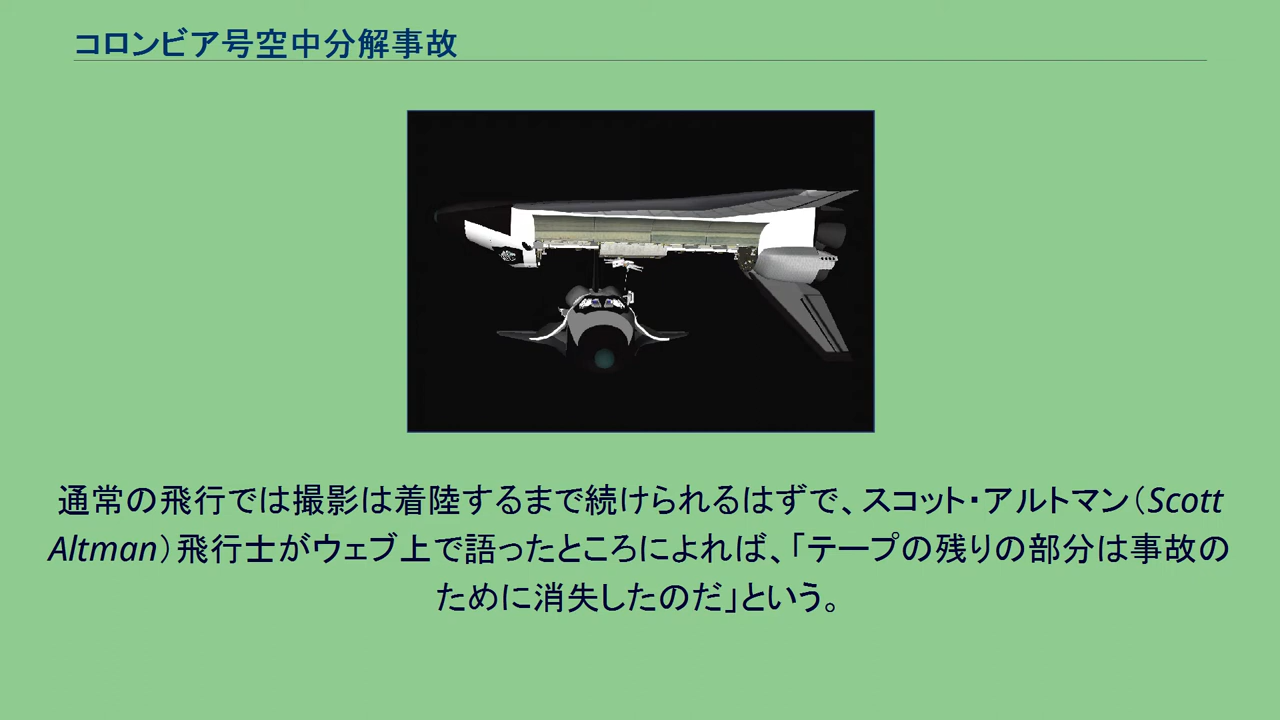 コロンビア号空中分解事故
通常の飛行では撮影は着陸するまで続けられるはずで、スコット・アルトマン（Scott
Altman）飛行士がウェブ上で語ったところによれば、「テープの残りの部分は事故の
ために消失したのだ」という。